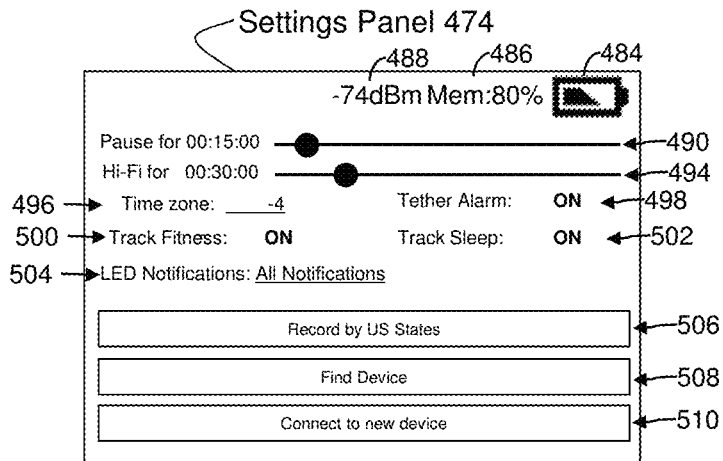 Settings Panel 474
488 486 484
-74dBm Mem:80%
Pause for 00:15:00 490
Hi-Fi for 00:30:00 494
496 Time zone: -4 Tether Alarm: ON 498
500 Track Fitness: ON Track Sleep: ON 502
504 LED Notifications: All Notifications
Record by US States 506
Find Device 508
Connect to new device 510